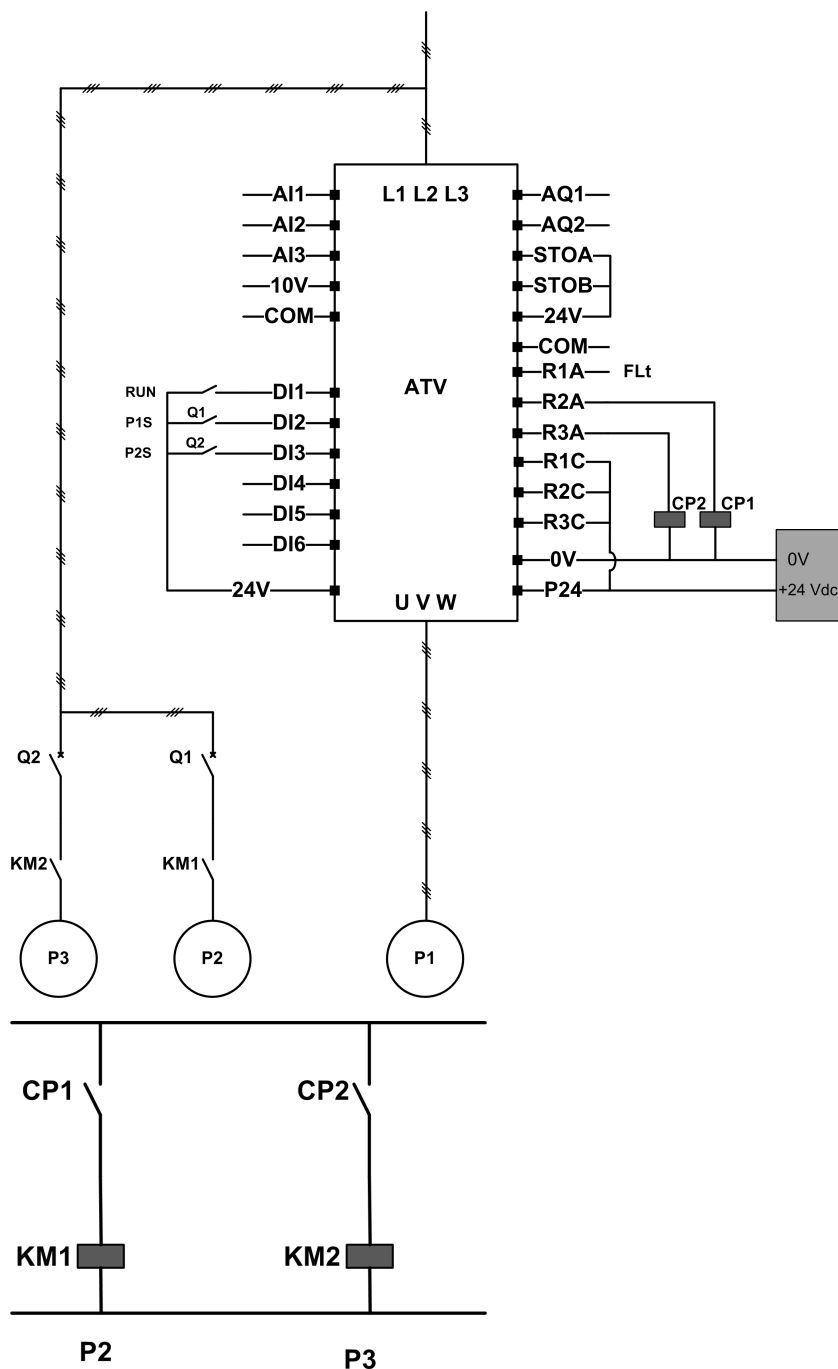 L1 L2 L3
AI1
AI2
AI3
10V
COM
AQ1
AQ2
STOA
STOB
24V
COM
ATV
R1A FLt
R2A
R3A
R1C
R2C
R3C
0V
P24
RUN DI1
P1S Q1 DI2
P2S Q2 DI3
DI4
DI5
DI6
24V
U V W
CP2 CP1
0V
+24 Vdc
Q2 Q1
KM2 KM1
P3 P2 P1
CP1 CP2
KM1 KM2
P2 P3